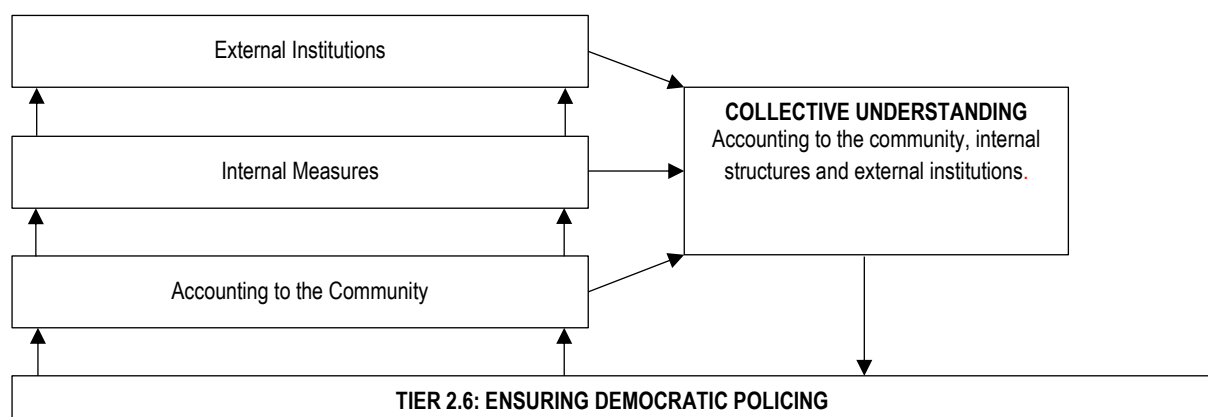 External Institutions
COLLECTIVE UNDERSTANDING
Accounting to the community, internal
structures and external institutions.
Internal Measures
Accounting to the Community
TIER 2.6: ENSURING DEMOCRATIC POLICING